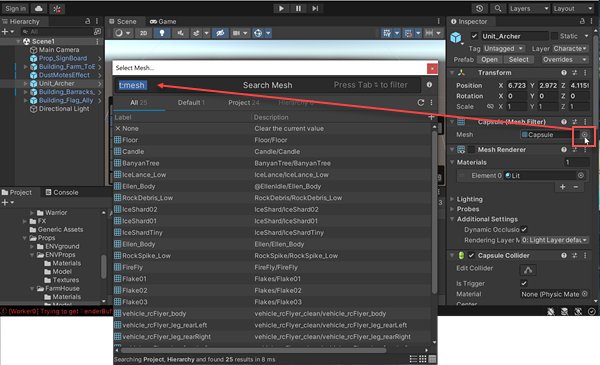 Sign in
Layers
Layout
Hierarchy
Scene
Game
Inspector
All
Scene1
Main Camera
Prop_SignBoard
Building_Farm_ToE
DustMotesEffect
Unit_Archer
Building_Barracks_
Building_Flag_Ally
Directional Light
Unit_Archer
Static
Tag Untagged
Layer Characte
Prefab Open Select Overrides
Transform
Position X 6.723 Y 2.972 Z 4.115
Rotation X 0 Y 0 Z 0
Scale X 1 Y 1 Z 1
Capsule (Mesh Filter)
Mesh Capsule
Mesh Renderer
Materials 1
Element 0 Lit
Lighting
Probes
Additional Settings
Dynamic Occlusio
Rendering Layer M 0: Light Layer defau
Capsule Collider
Edit Collider
Is Trigger
Material None (Physic Mate
Center
Select Mesh...
t:mesh
Search Mesh
Press Tab to filter
All 25
Default 1
Project 24
Hierarchy 0
Label Description
None Clear the current value
Floor Floor/Floor
Candle Candle/Candle
BanyanTree BanyanTree/BanyanTree
IceLance_Low IceLance/IceLance_Low
Ellen_Body @EllenIdle/Ellen_Body
RockDebris_Low RockDebris/RockDebris_Low
IceShard02 IceShard/IceShard02
IceShard01 IceShard/IceShard01
IceShardTiny IceShard/IceShardTiny
Ellen_Body Ellen/Ellen_Body
RockSpike_Low RockSpike/RockSpike_Low
FireFly FireFly/FireFly
Flake01 Flake02/Flake01
Flake02 Flake02/Flake02
Flake03 Flake02/Flake03
vehicle_rcFlyer_body vehicle_rcFlyer_clean/vehicle_rcFlyer_body
vehicle_rcFlyer_leg_rearLeft vehicle_rcFlyer_clean/vehicle_rcFlyer_leg_rearLeft
vehicle_rcFlyer_leg_rearRight vehicle_rcFlyer_clean/vehicle_rcFlyer_leg_rearRight
Searching Project, Hierarchy and found 25 results in 8 ms
Project
Console
Warrior
FX
Generic Assets
Props
ENVground
ENVProps
Materials
Model
Textures
FarmHouse
Materials
Model
[Worker0] Trying to get